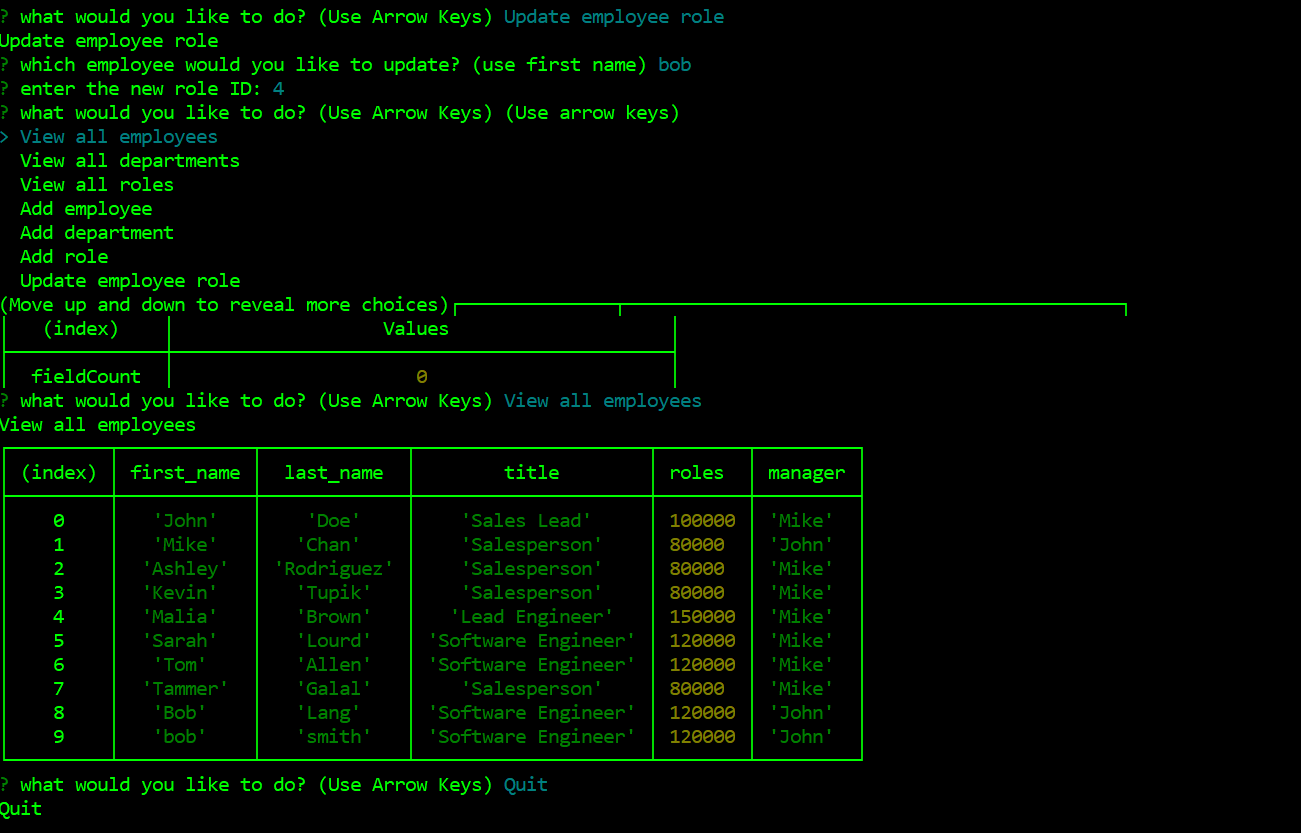 ? what would you like to do? (Use Arrow Keys) Update employee role
Update employee role
? which employee would you like to update? (use first name) bob
? enter the new role ID: 4
? what would you like to do? (Use Arrow Keys) (Use arrow keys)
> View all employees
View all departments
View all roles
Add employee
Add department
Add role
Update employee role
(Move up and down to reveal more choices)
(index) Values
fieldCount 0
? what would you like to do? (Use Arrow Keys) View all employees
View all employees
(index) first_name last_name title roles manager
0 'John' 'Doe' 'Sales Lead' 100000 'Mike'
1 'Mike' 'Chan' 'Salesperson' 80000 'John'
2 'Ashley' 'Rodriguez' 'Salesperson' 80000 'Mike'
3 'Kevin' 'Tupik' 'Salesperson' 80000 'Mike'
4 'Malia' 'Brown' 'Lead Engineer' 150000 'Mike'
5 'Sarah' 'Lourd' 'Software Engineer' 120000 'Mike'
6 'Tom' 'Allen' 'Software Engineer' 120000 'Mike'
7 'Tammer' 'Galal' 'Salesperson' 80000 'Mike'
8 'Bob' 'Lang' 'Software Engineer' 120000 'John'
9 'bob' 'smith' 'Software Engineer' 120000 'John'
? what would you like to do? (Use Arrow Keys) Quit
Quit